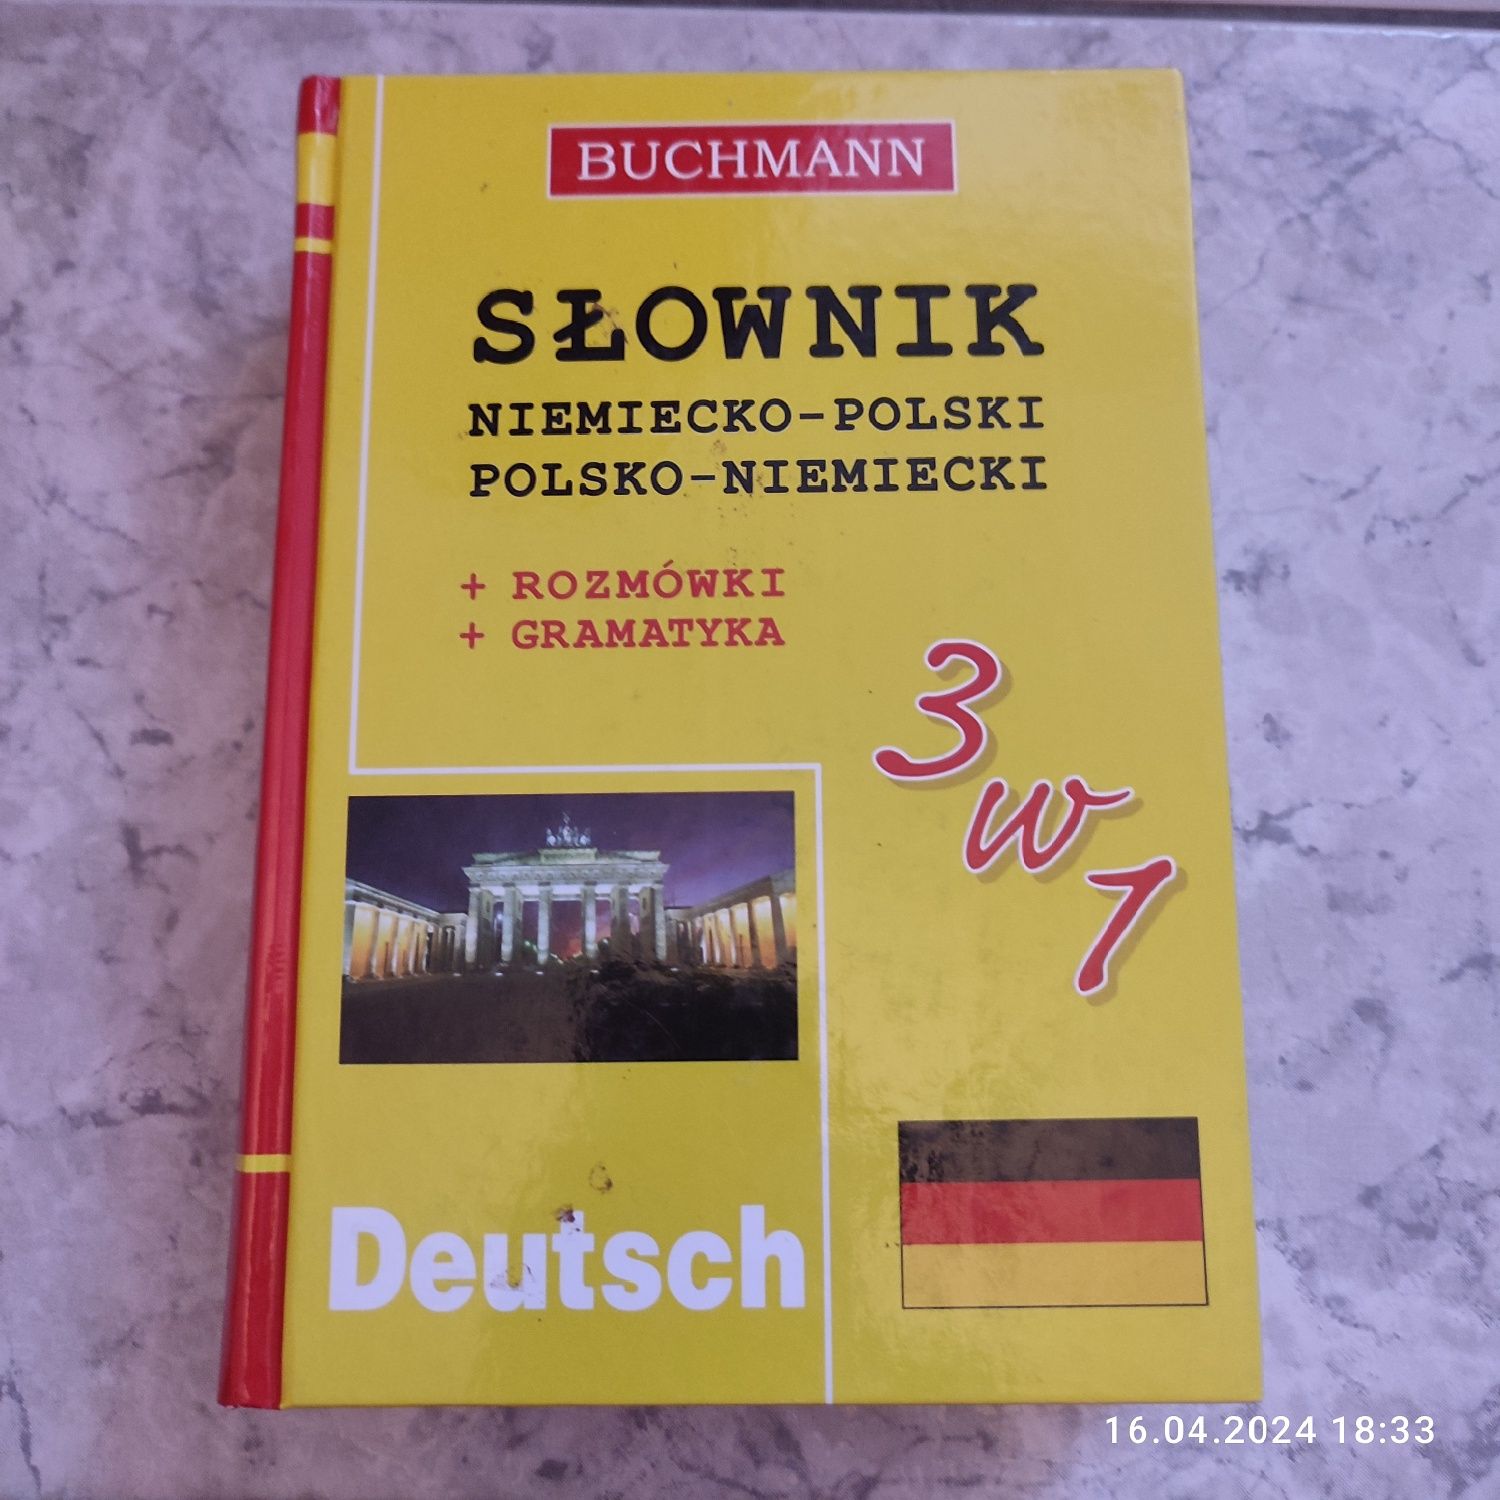 BUCHMANN
SŁOWNIK
NIEMIECKO-POLSKI
POLSKO-NIEMIECKI
+ ROZMÓWKI
+ GRAMATYKA
3
w
1
Deutsch
16.04.2024 18:33